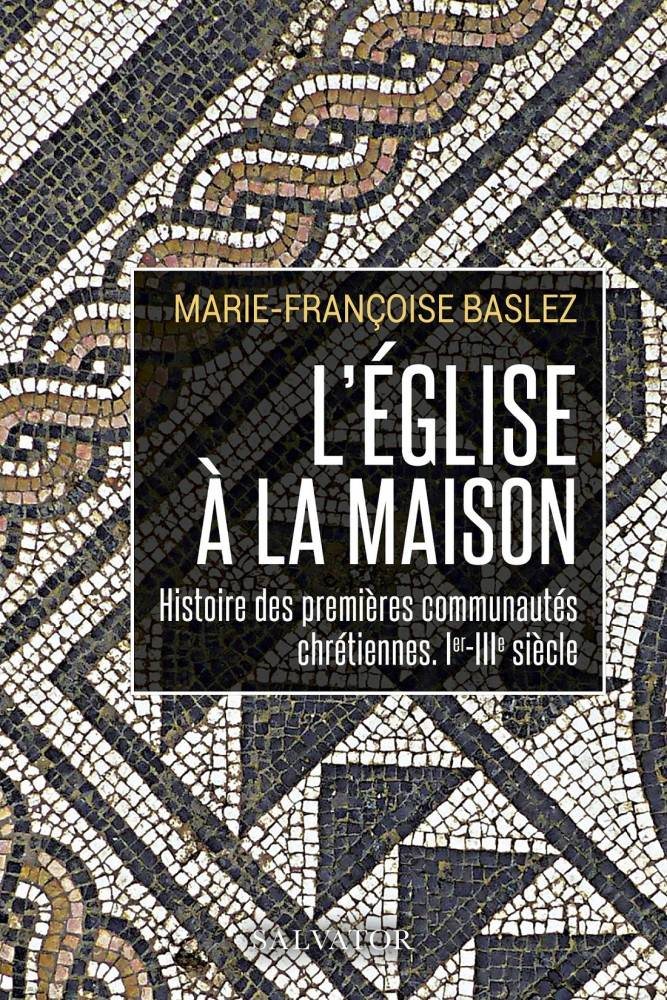 MARIE-FRANÇOISE BASLEZ
L'ÉGLISE
À LA MAISON
Histoire des premières communautés
chrétiennes. Ier-IIIe siècle
SALVATOR